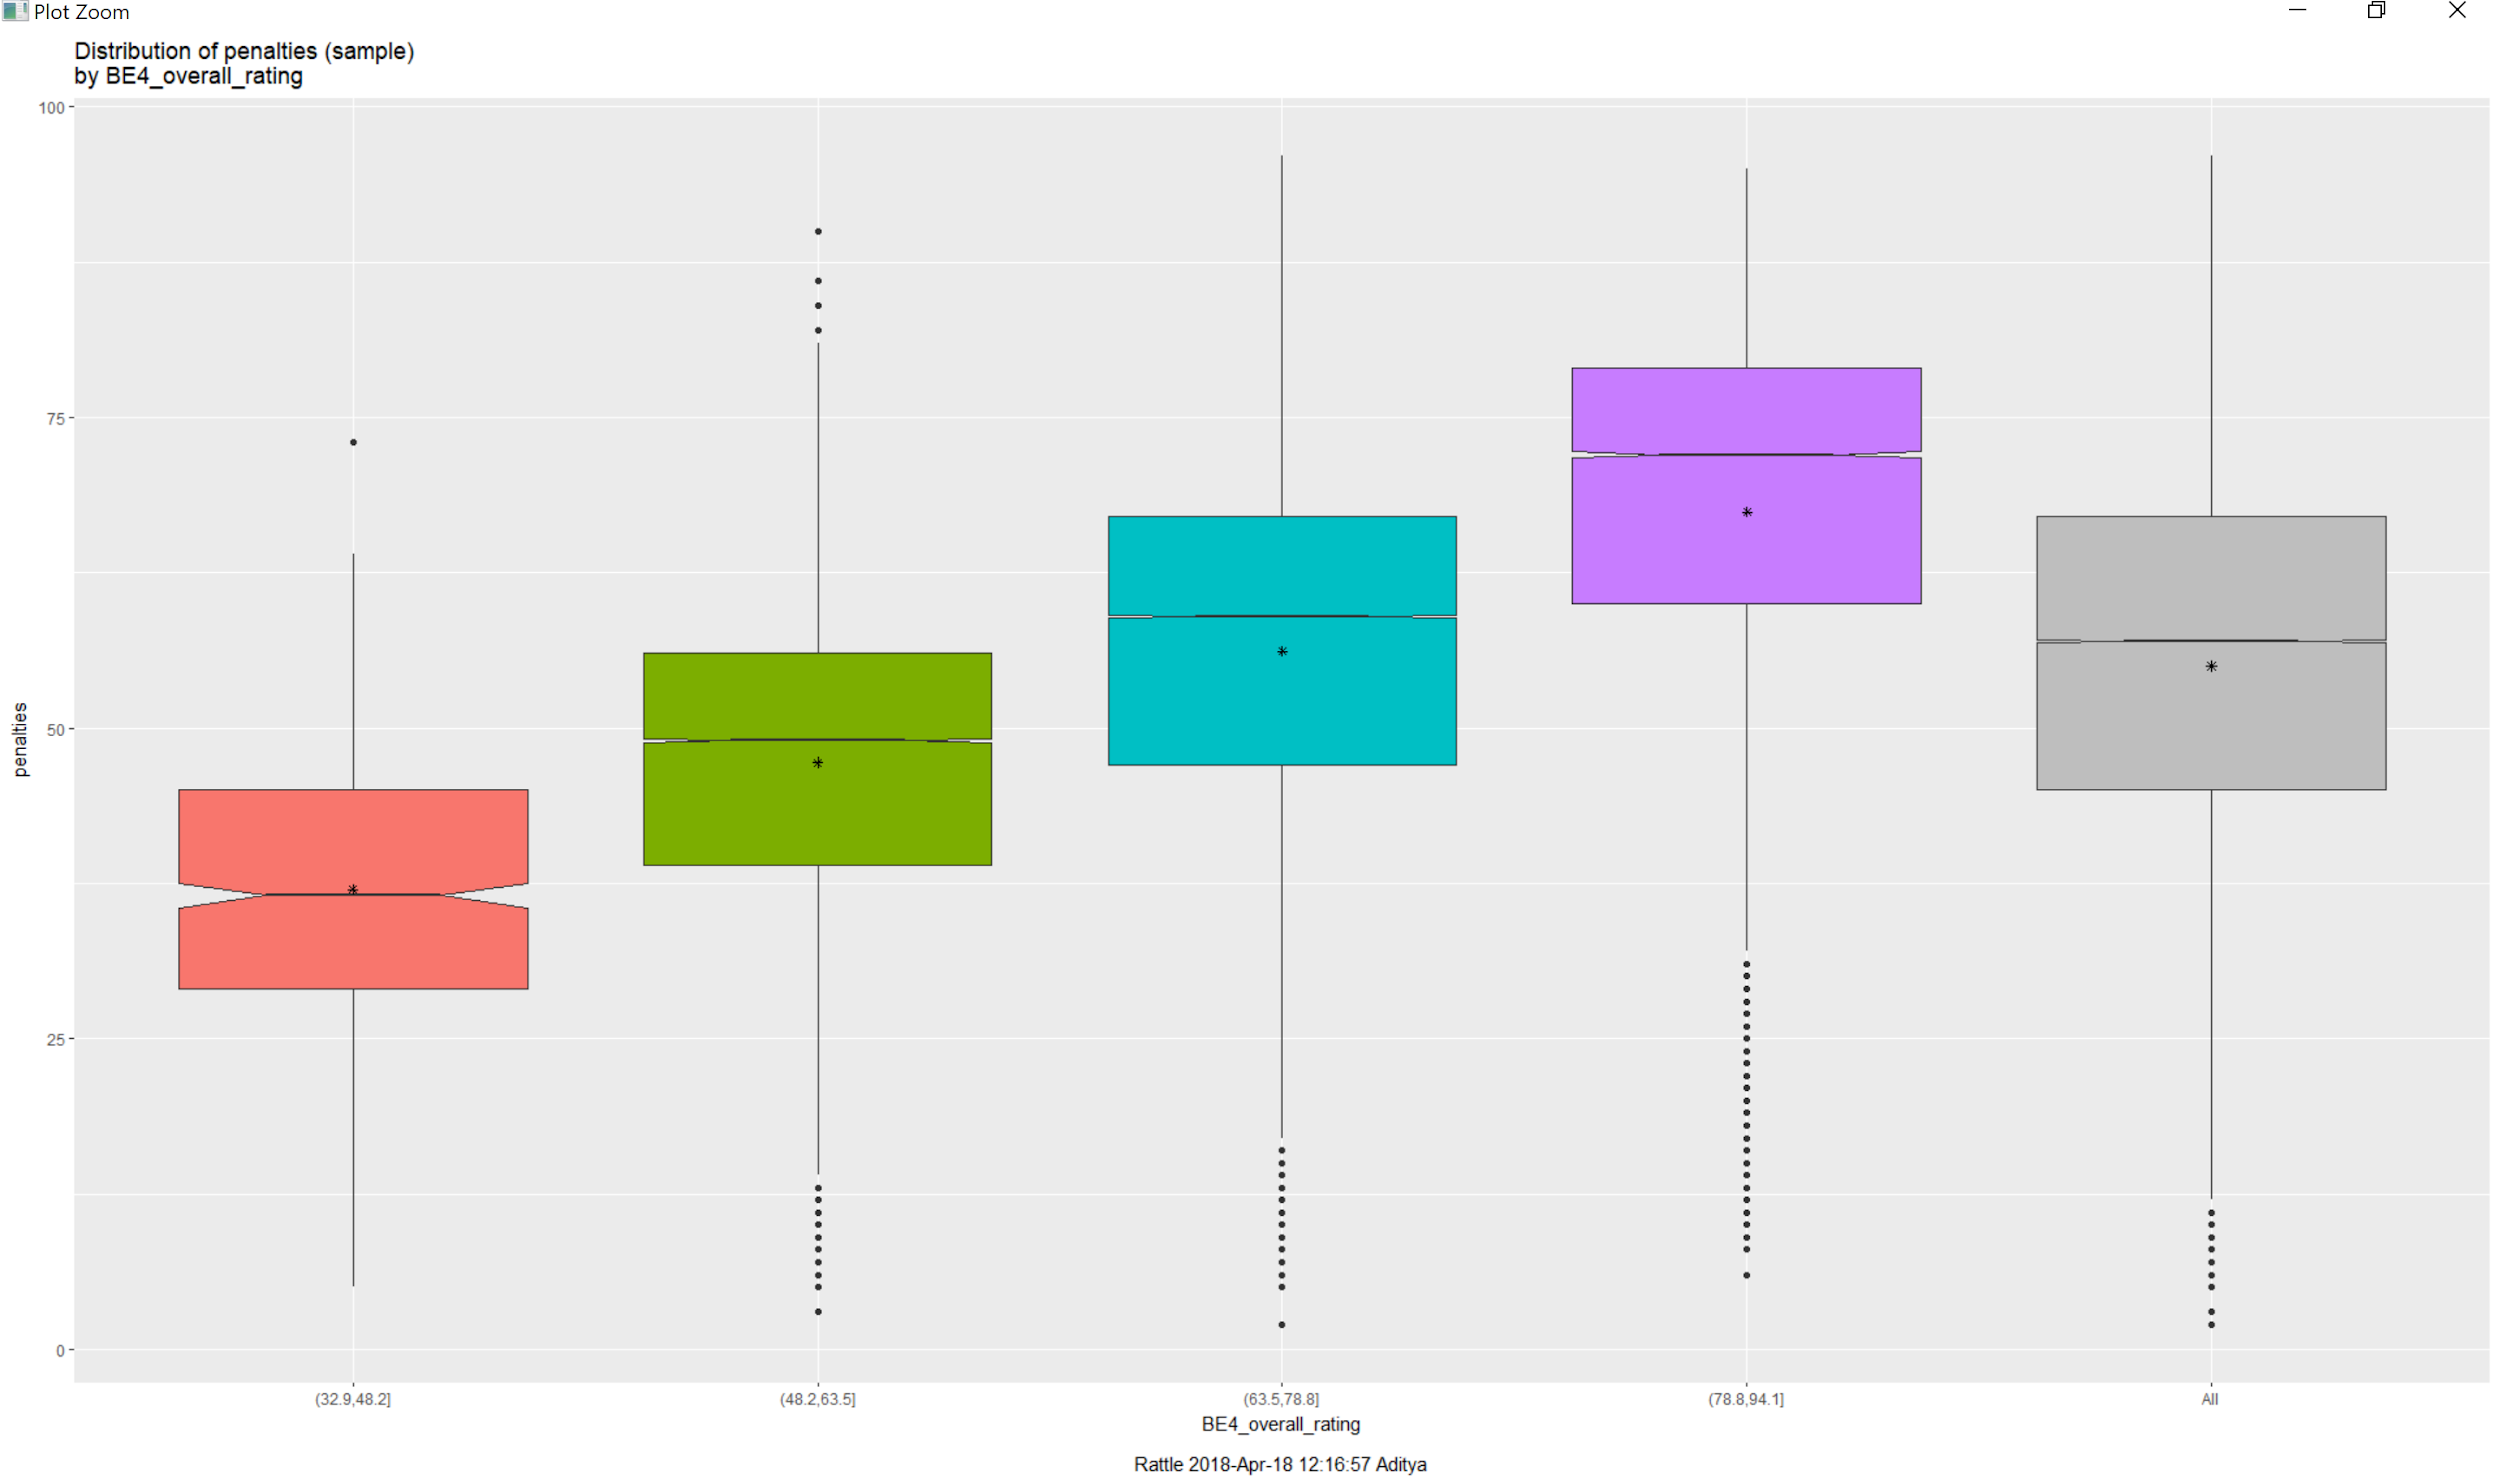 Plot Zoom
Distribution of penalties (sample)
by BE4_overall_rating
100
75
50
25
0
penalties
(32.9,48.2]
(48.2,63.5]
(63.5,78.8]
(78.8,94.1]
All
BE4_overall_rating
Rattle 2018-Apr-18 12:16:57 Aditya